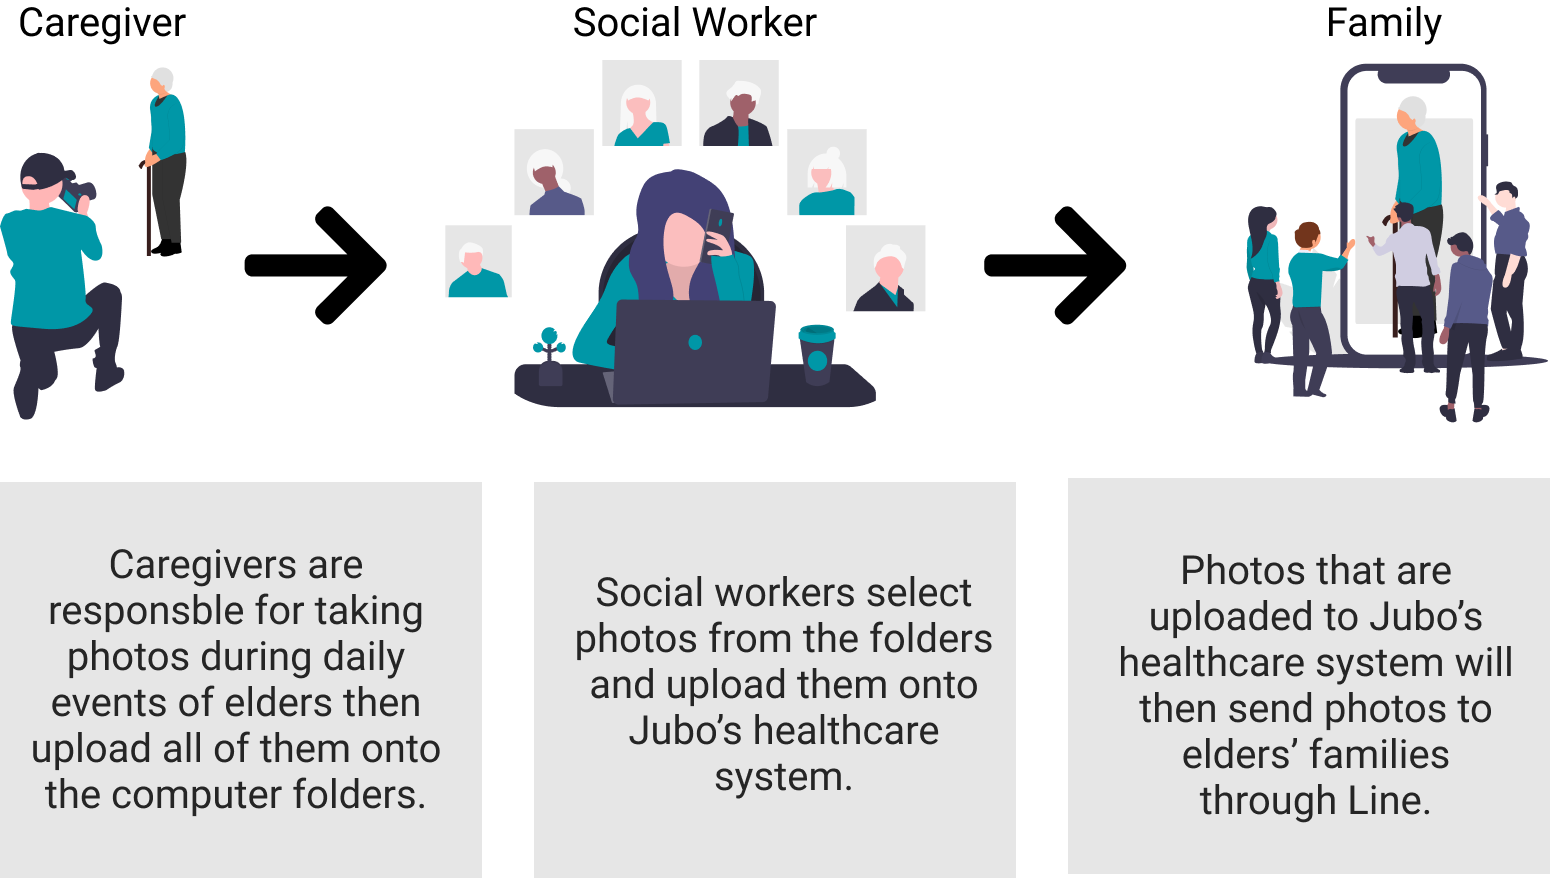 Caregiver
Social Worker
Family
Caregivers are
responsble for taking
photos during daily
events of elders then
upload all of them onto
the computer folders.
Social workers select
photos from the folders
and upload them onto
Jubo’s healthcare
system.
Photos that are
uploaded to Jubo’s
healthcare system will
then send photos to
elders’ families
through Line.